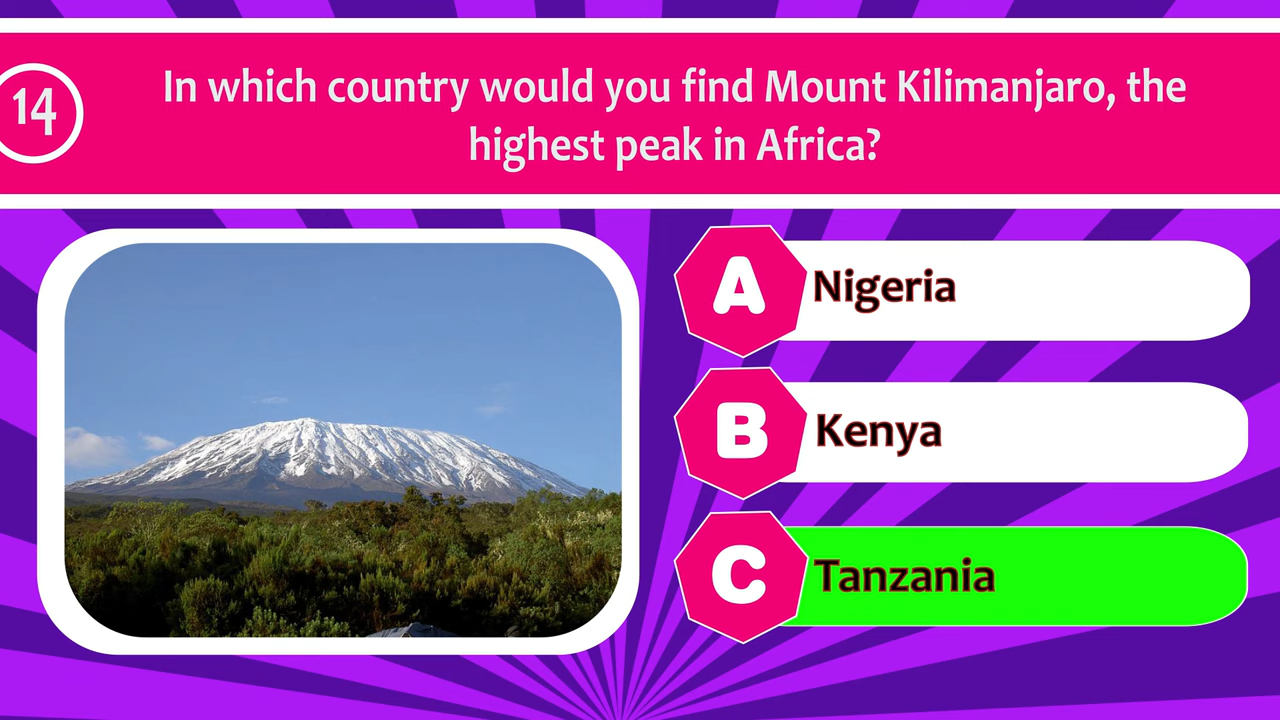 14
In which country would you find Mount Kilimanjaro, the
highest peak in Africa?
A Nigeria
B Kenya
C Tanzania